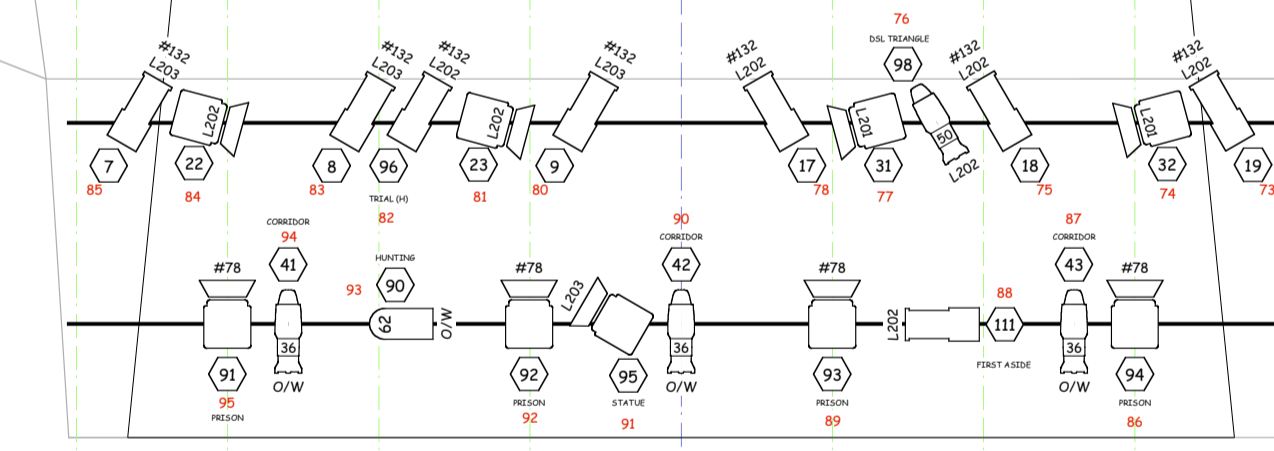 76
DSL TRIANGLE
#132
L203
#132
L203
#132
L202
#132
L203
#132
L202
98
#132
L202
#132
L202
L202
L202
L201
50
L202
L201
7
22
8
96
23
9
17
31
18
32
19
85
84
83
TRIAL (H)
82
81
80
78
77
75
74
73
CORRIDOR
94
41
HUNTING
93
90
90
CORRIDOR
42
87
CORRIDOR
43
#78
#78
L203
#78
88
#78
62
O/W
L202
111
36
36
36
FIRST ASIDE
91
O/W
92
95
O/W
93
O/W
94
95
PRISON
PRISON
92
STATUE
91
PRISON
89
PRISON
86